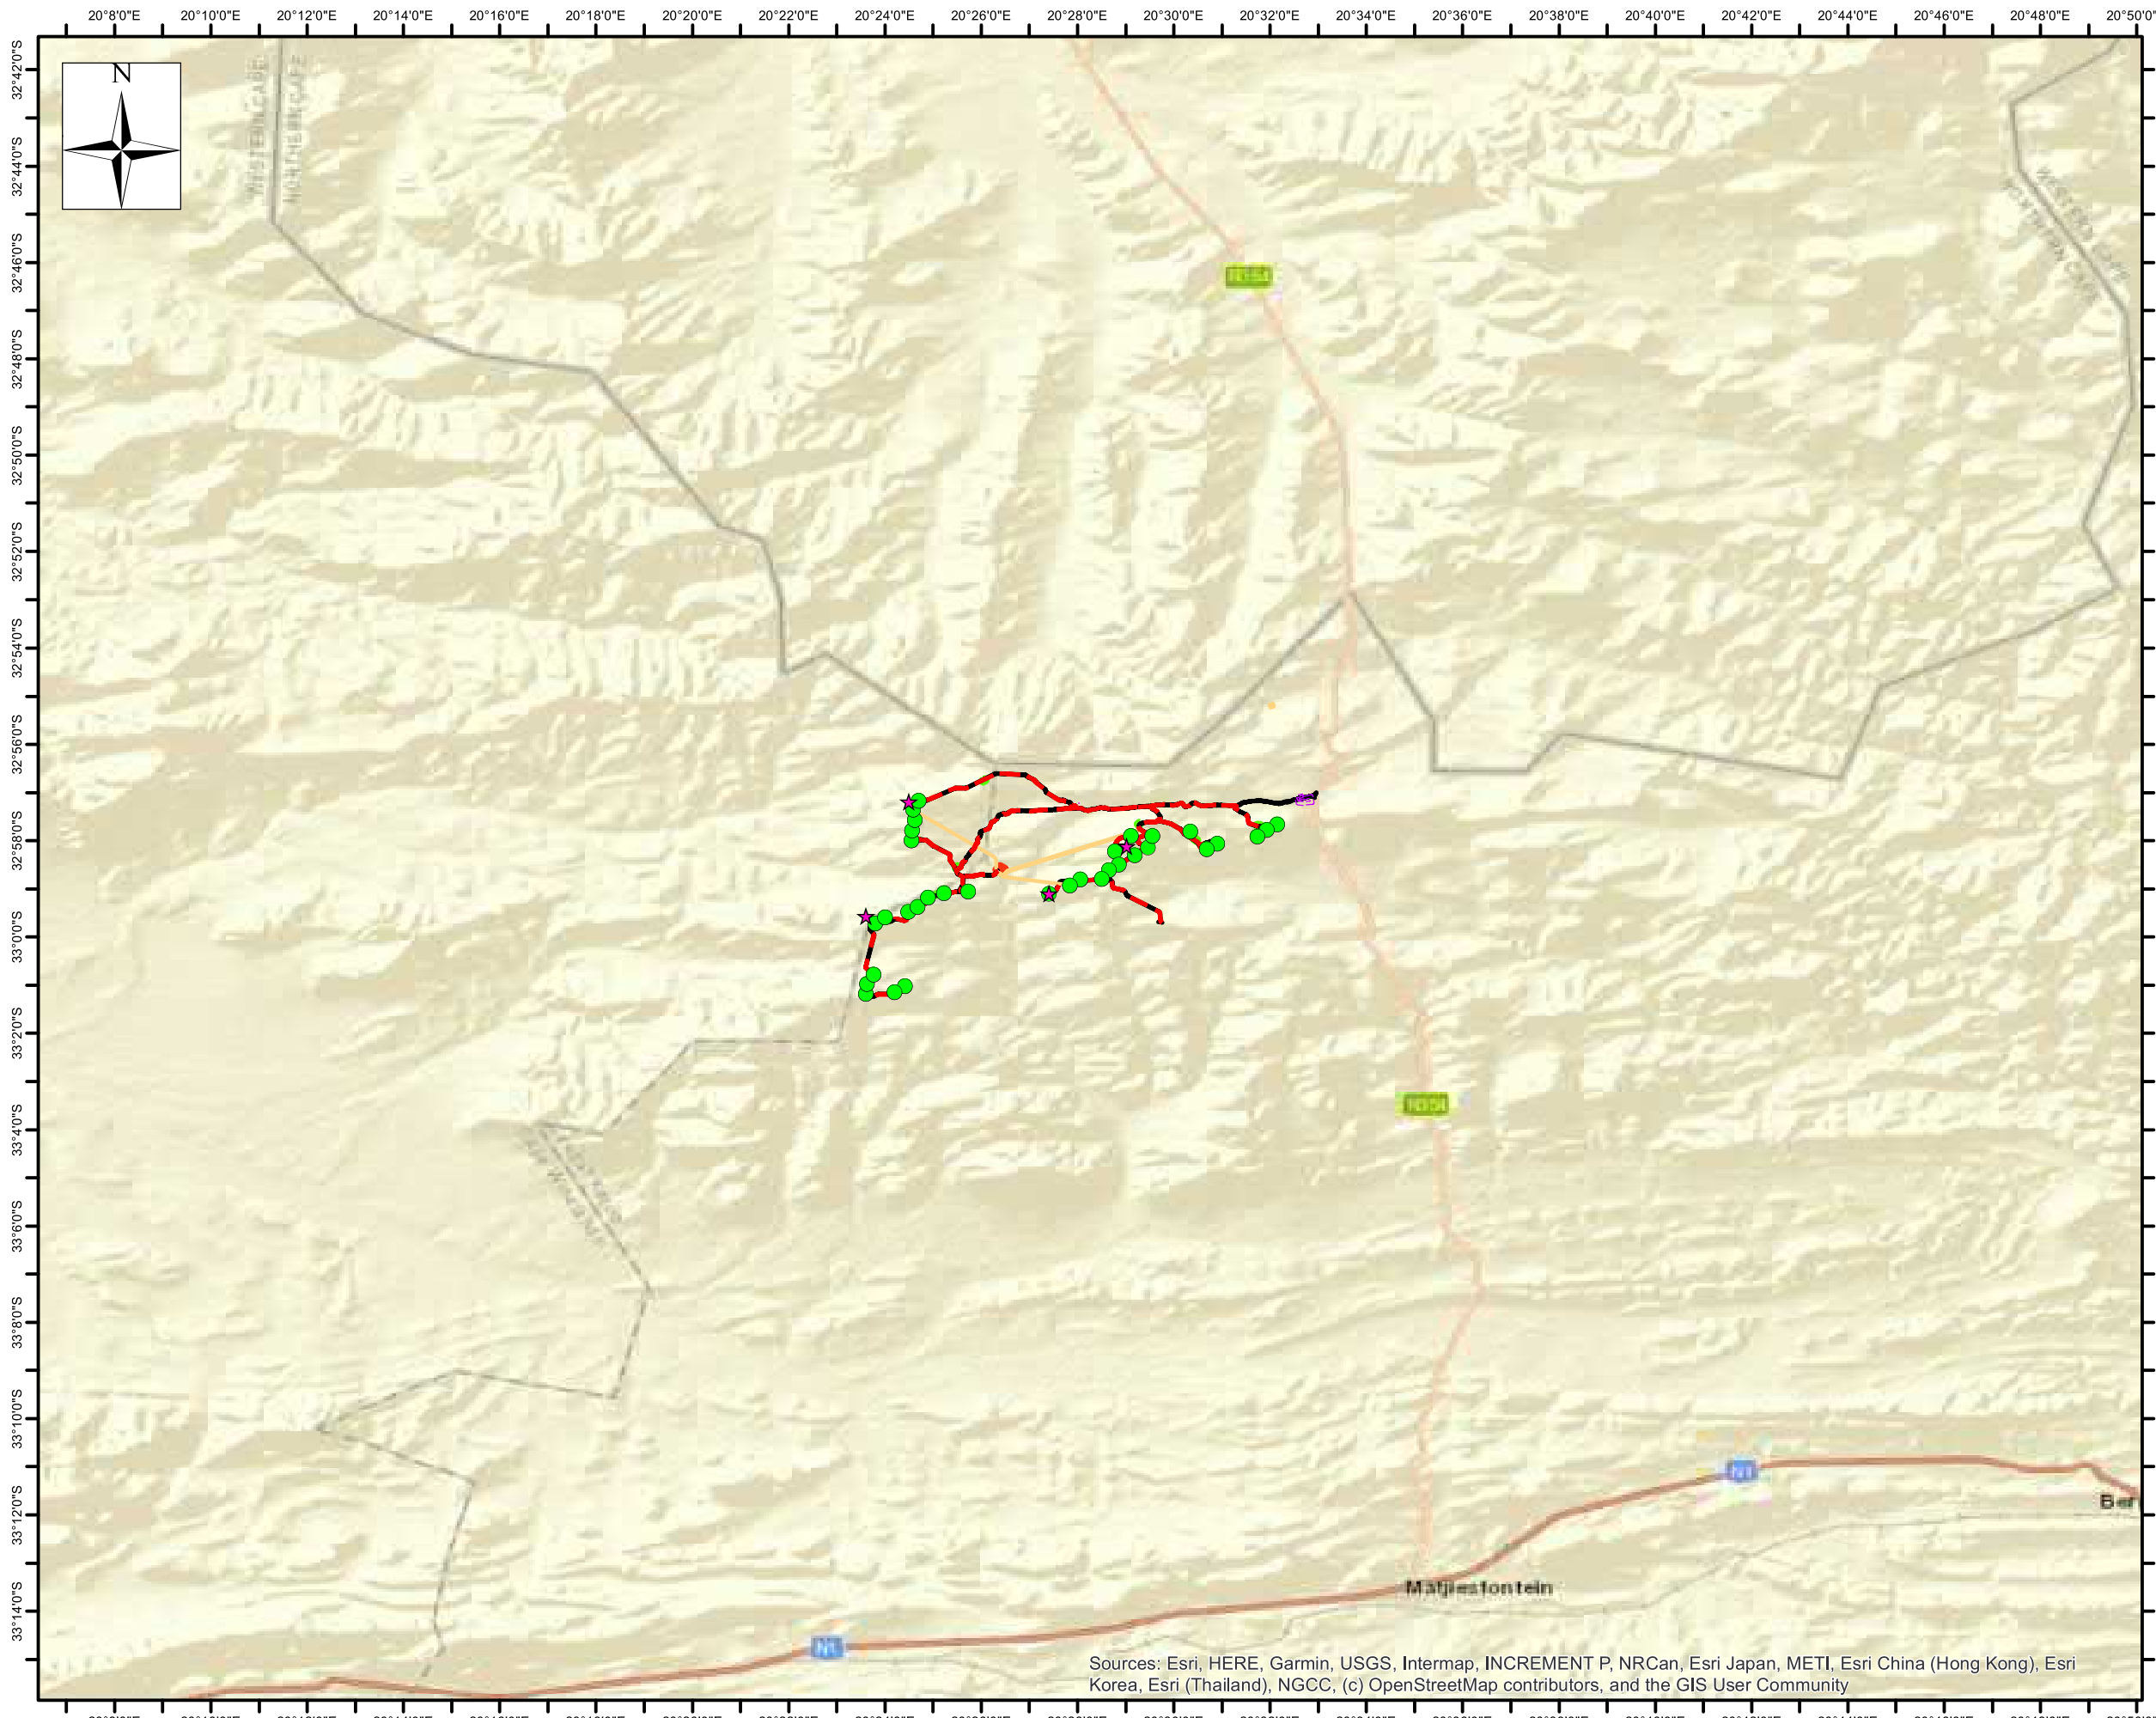 20°8'0"E 20°10'0"E 20°12'0"E 20°14'0"E 20°16'0"E 20°18'0"E 20°20'0"E 20°22'0"E 20°24'0"E 20°26'0"E 20°28'0"E 20°30'0"E 20°32'0"E 20°34'0"E 20°36'0"E 20°38'0"E 20°40'0"E 20°42'0"E 20°44'0"E 20°46'0"E 20°48'0"E 20°50'0"E
N
32°42'0"S
32°44'0"S
32°46'0"S
32°48'0"S
32°50'0"S
32°52'0"S
32°54'0"S
32°56'0"S
32°58'0"S
33°0'0"S
33°2'0"S
33°4'0"S
33°6'0"S
33°8'0"S
33°10'0"S
33°12'0"S
33°14'0"S
NORTHERN CAPE
WESTERN CAPE
R354
N1
Matjiesfontein
N1
Sources: Esri, HERE, Garmin, USGS, Intermap, INCREMENT P, NRCan, Esri Japan, METI, Esri China (Hong Kong), Esri
Korea, Esri (Thailand), NGCC, (c) OpenStreetMap contributors, and the GIS User Community